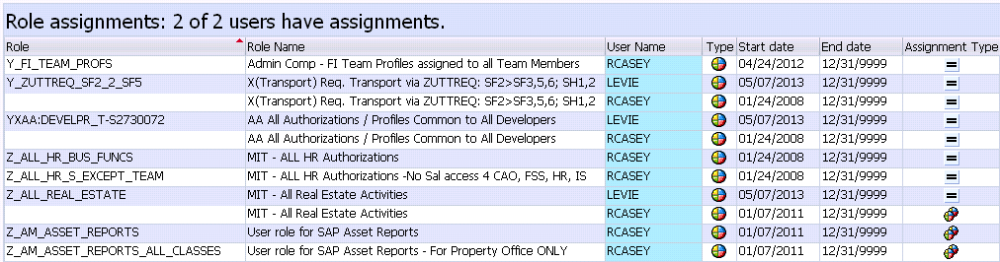 Role assignments: 2 of 2 users have assignments.
Role Role Name User Name Type Start date End date Assignment Type
Y_FI_TEAM_PROFS Admin Comp - FI Team Profiles assigned to all Team Members RCASEY 04/24/2012 12/31/9999
Y_ZUTTREQ_SF2_2_SF5 X(Transport) Req. Transport via ZUTTREQ: SF2>SF3,5,6; SH1,2 LEVIE 05/07/2013 12/31/9999
X(Transport) Req. Transport via ZUTTREQ: SF2>SF3,5,6; SH1,2 RCASEY 01/24/2008 12/31/9999
YXAA:DEVELPR_T-S2730072 AA All Authorizations / Profiles Common to All Developers LEVIE 05/07/2013 12/31/9999
AA All Authorizations / Profiles Common to All Developers RCASEY 01/24/2008 12/31/9999
Z_ALL_HR_BUS_FUNCS MIT - ALL HR Authorizations RCASEY 01/24/2008 12/31/9999
Z_ALL_HR_S_EXCEPT_TEAM MIT - ALL HR Authorizations -No Sal access 4 CAO, FSS, HR, IS RCASEY 01/24/2008 12/31/9999
Z_ALL_REAL_ESTATE MIT - All Real Estate Activities LEVIE 05/07/2013 12/31/9999
MIT - All Real Estate Activities RCASEY 01/07/2011 12/31/9999
Z_AM_ASSET_REPORTS User role for SAP Asset Reports RCASEY 01/07/2011 12/31/9999
Z_AM_ASSET_REPORTS_ALL_CLASSES User role for SAP Asset Reports - For Property Office ONLY RCASEY 01/07/2011 12/31/9999